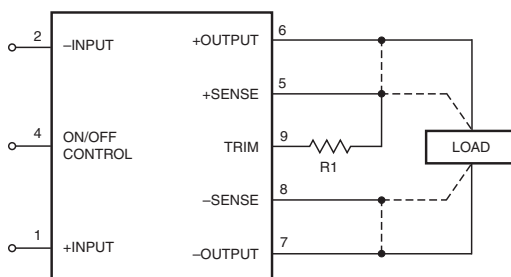 2
–INPUT
+OUTPUT
6
+SENSE
5
4
ON/OFF
CONTROL
TRIM
9
R1
LOAD
–SENSE
8
1
+INPUT
–OUTPUT
7